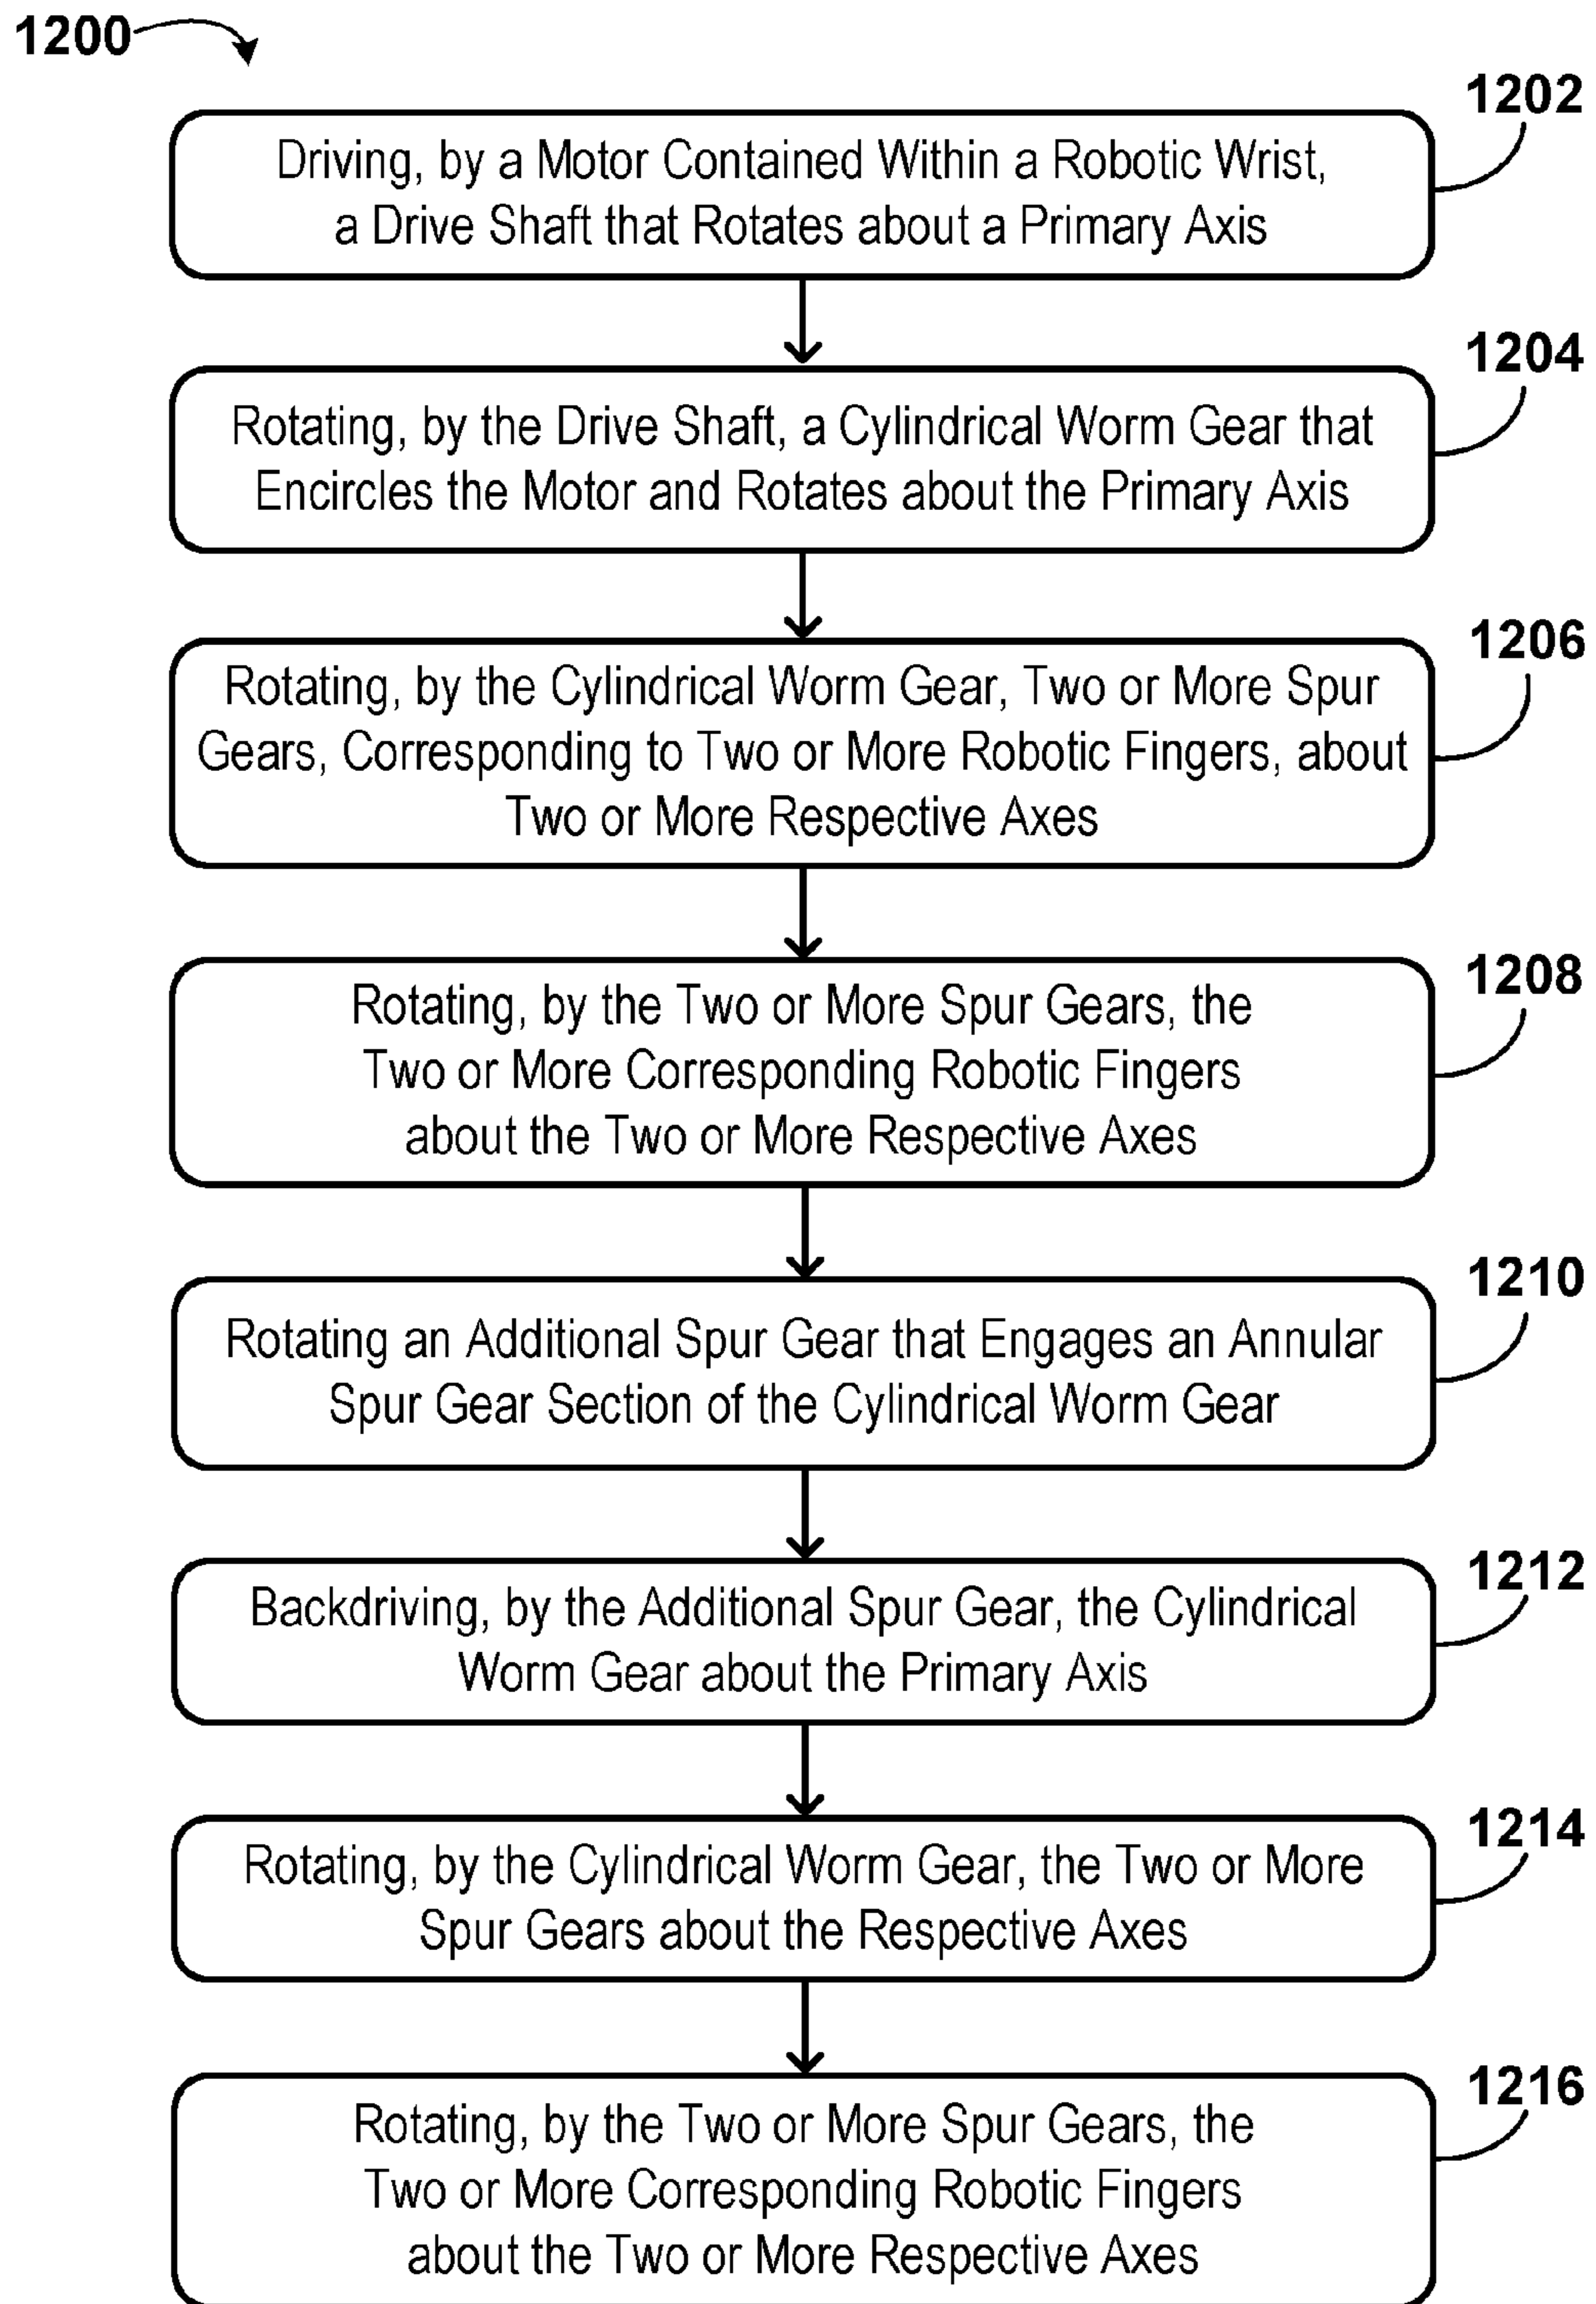 1200
1202
Driving, by a Motor Contained Within a Robotic Wrist,
a Drive Shaft that Rotates about a Primary Axis
1204
Rotating, by the Drive Shaft, a Cylindrical Worm Gear that
Encircles the Motor and Rotates about the Primary Axis
1206
Rotating, by the Cylindrical Worm Gear, Two or More Spur
Gears, Corresponding to Two or More Robotic Fingers, about
Two or More Respective Axes
1208
Rotating, by the Two or More Spur Gears, the
Two or More Corresponding Robotic Fingers
about the Two or More Respective Axes
1210
Rotating an Additional Spur Gear that Engages an Annular
Spur Gear Section of the Cylindrical Worm Gear
1212
Backdriving, by the Additional Spur Gear, the Cylindrical
Worm Gear about the Primary Axis
1214
Rotating, by the Cylindrical Worm Gear, the Two or More
Spur Gears about the Respective Axes
1216
Rotating, by the Two or More Spur Gears, the
Two or More Corresponding Robotic Fingers
about the Two or More Respective Axes